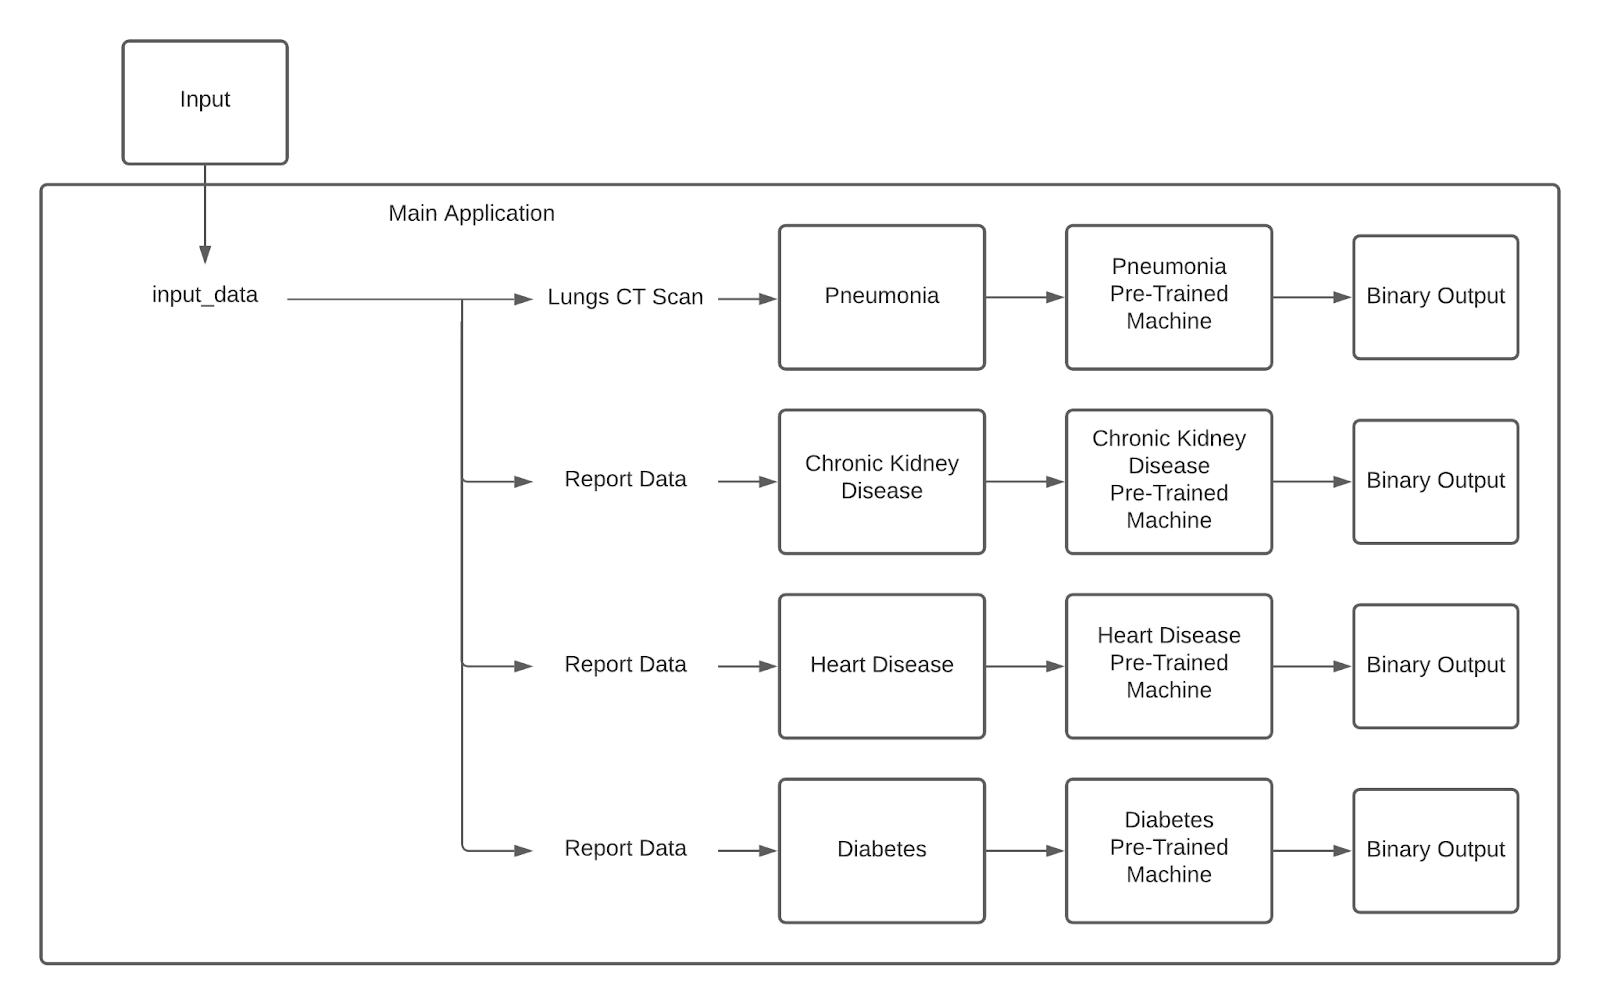 Input
Main Application
input_data
Lungs CT Scan
Pneumonia
Pneumonia
Pre-Trained
Machine
Binary Output
Report Data
Chronic Kidney
Disease
Chronic Kidney
Disease
Pre-Trained
Machine
Binary Output
Report Data
Heart Disease
Heart Disease
Pre-Trained
Machine
Binary Output
Report Data
Diabetes
Diabetes
Pre-Trained
Machine
Binary Output